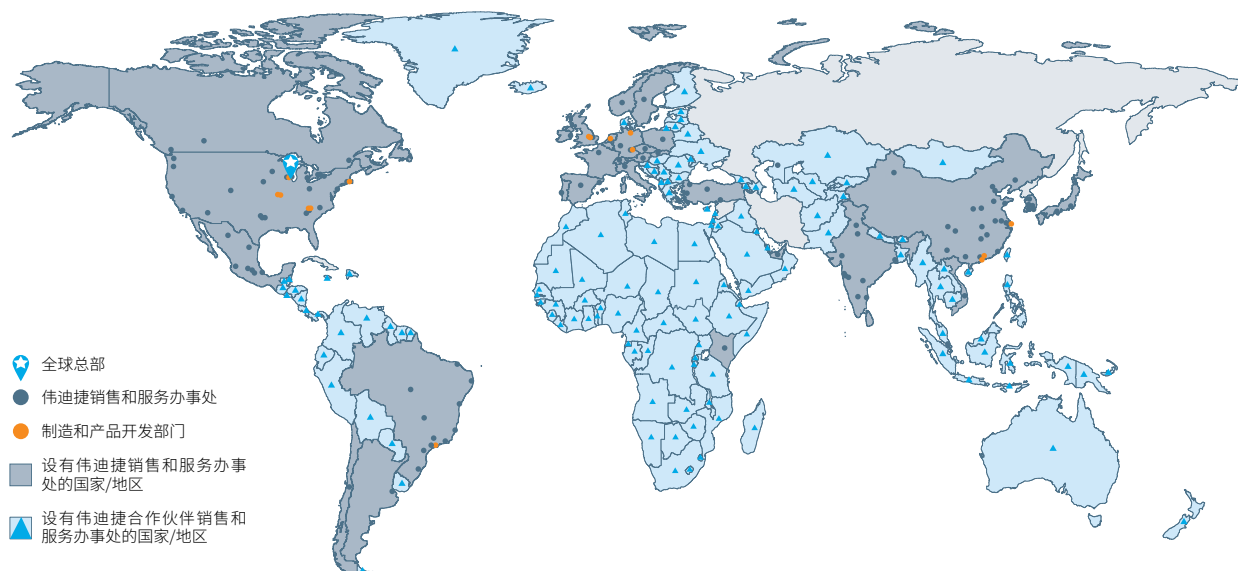 全球总部
伟迪捷销售和服务办事处
制造和产品开发部门
设有伟迪捷销售和服务办事
处的国家/地区
设有伟迪捷合作伙伴销售和
服务办事处的国家/地区